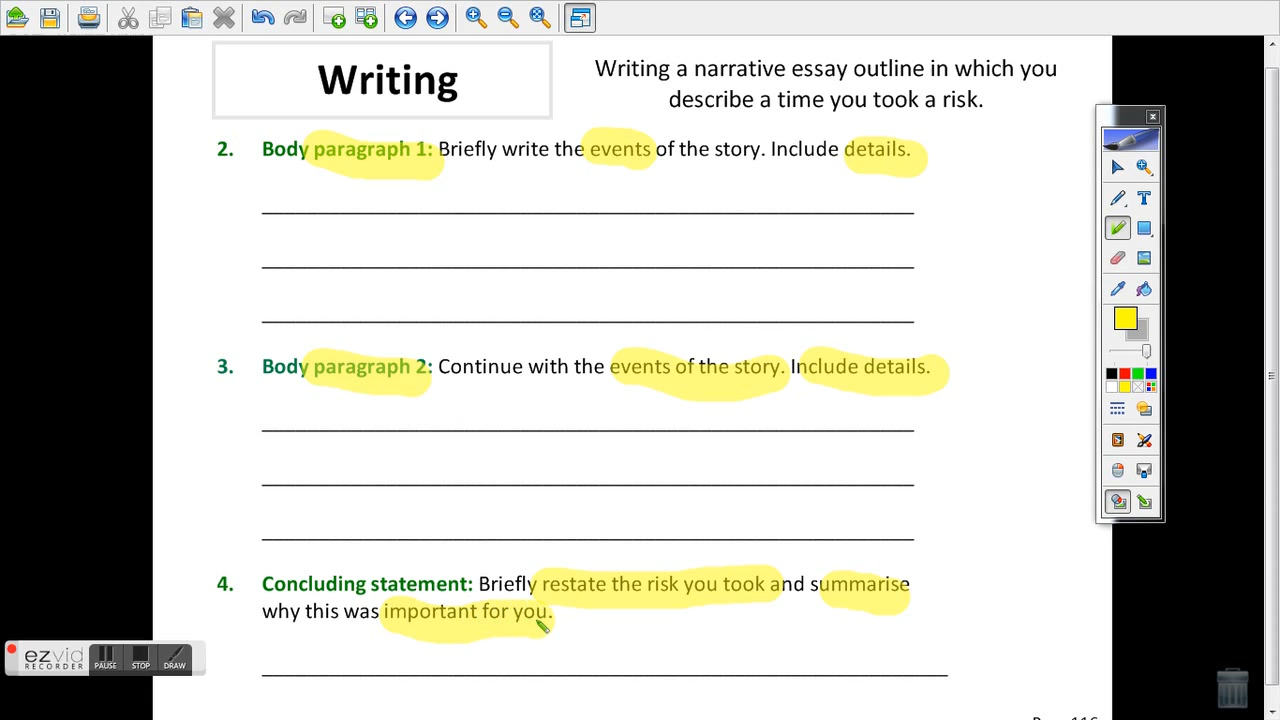 Writing
Writing a narrative essay outline in which you
describe a time you took a risk.
2. Body paragraph 1: Briefly write the events of the story. Include details.
3. Body paragraph 2: Continue with the events of the story. Include details.
4. Concluding statement: Briefly restate the risk you took and summarise
why this was important for you.
ezvid
RECORDER
PAUSE
STOP
DRAW